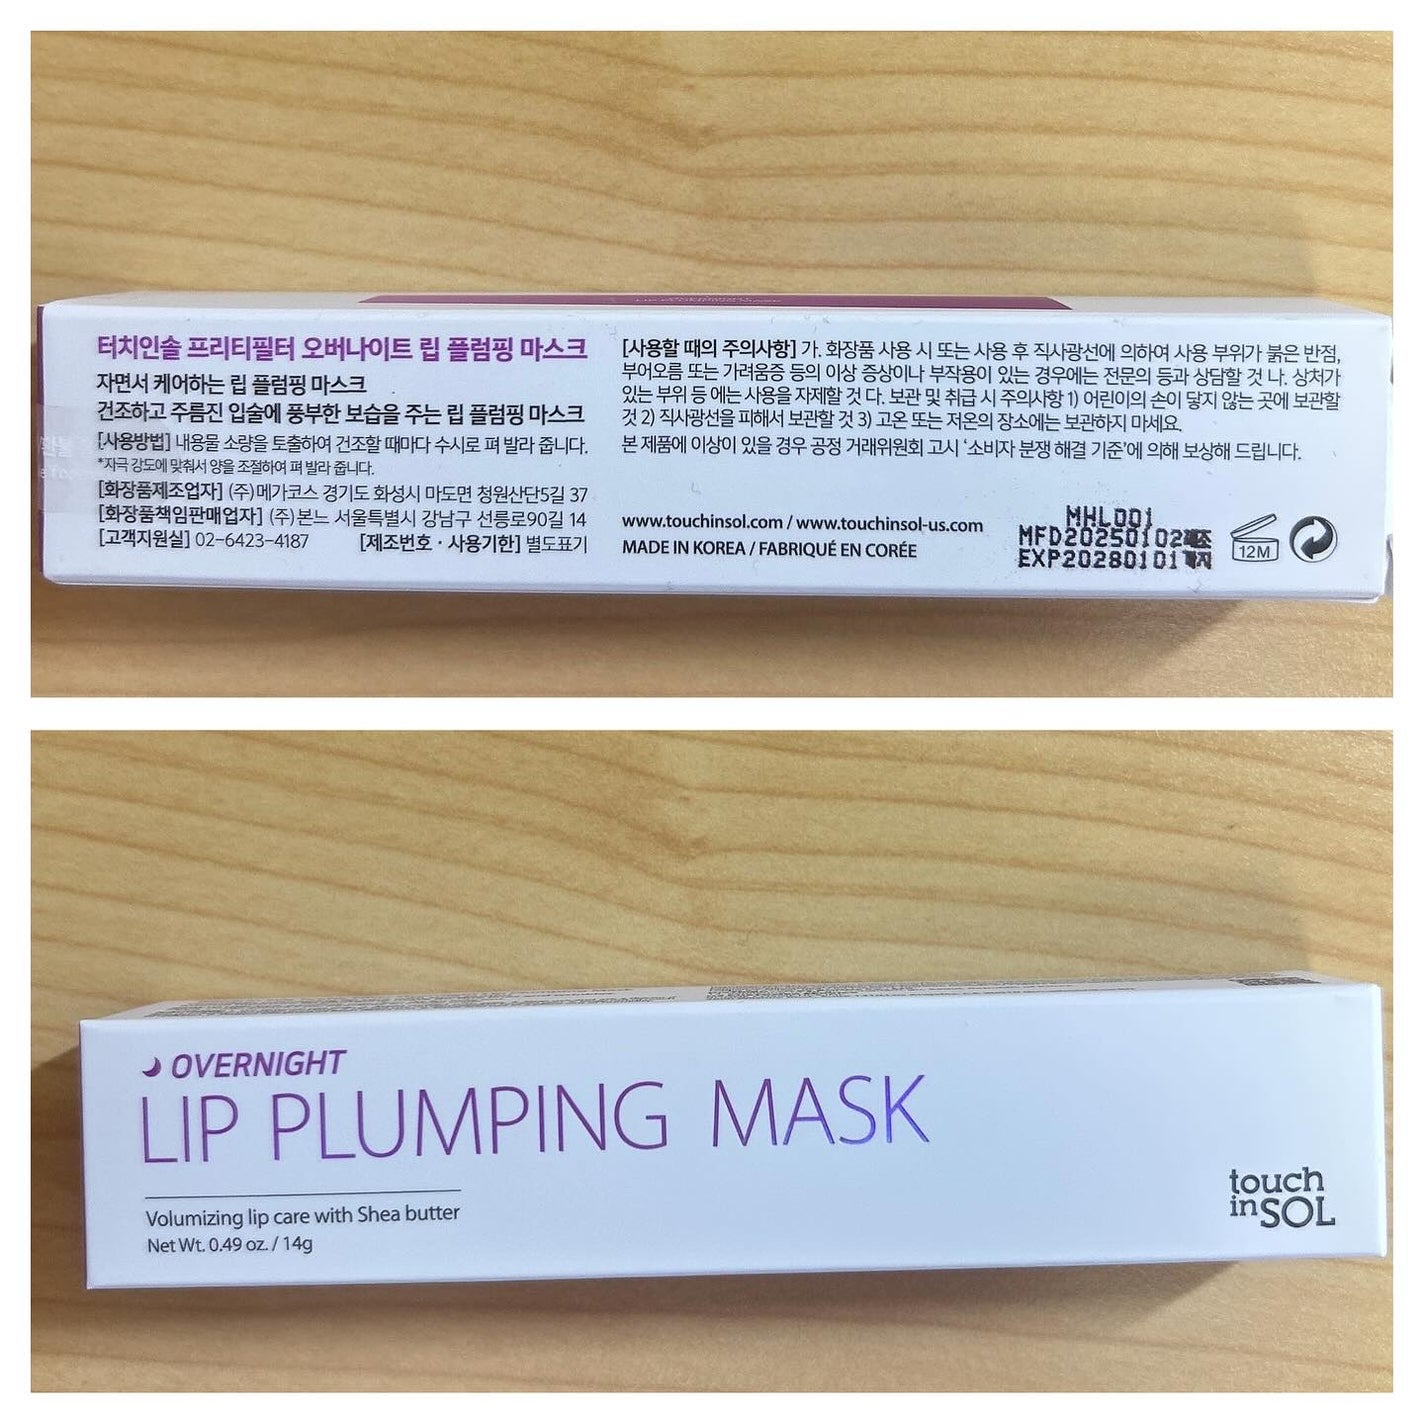 터치인솔 프리티필터 오버나이트 립 플럼핑 마스크
자면서 케어하는 립 플럼핑 마스크
건조하고 주름진 입술에 풍부한 보습을 주는 립 플럼핑 마스크
[사용방법] 내용물 소량을 토출하여 건조할 때마다 수시로 펴 발라 줍니다.
*자극 강도에 맞춰서 양을 조절하여 펴 발라 줍니다.
[화장품제조업자] (주)메가코스 경기도 화성시 마도면 청원산단5길 37
[화장품책임판매업자] (주)본느 서울특별시 강남구 선릉로90길 14
[고객지원실] 02-6423-4187 [제조번호 · 사용기한] 별도표기
[사용할 때의 주의사항] 가. 화장품 사용 시 또는 사용 후 직사광선에 의하여 사용 부위가 붉은 반점,
부어오름 또는 가려움증 등의 이상 증상이나 부작용이 있는 경우에는 전문의 등과 상담할 것 나. 상처가
있는 부위 등에는 사용을 자제할 것 다. 보관 및 취급 시 주의사항 1) 어린이의 손이 닿지 않는 곳에 보관할
것 2) 직사광선을 피해서 보관할 것 3) 고온 또는 저온의 장소에는 보관하지 마세요.
본 제품에 이상이 있을 경우 공정 거래위원회 고시 '소비자 분쟁 해결 기준'에 의해 보상해 드립니다.
www.touchinsol.com / www.touchinsol-us.com
MADE IN KOREA / FABRIQUÉ EN CORÉE
MHL001
MFD20250102제조
EXP20280101까지
12M
OVERNIGHT
LIP PLUMPING MASK
Volumizing lip care with Shea butter
Net Wt. 0.49 oz. / 14g
touch
in SOL